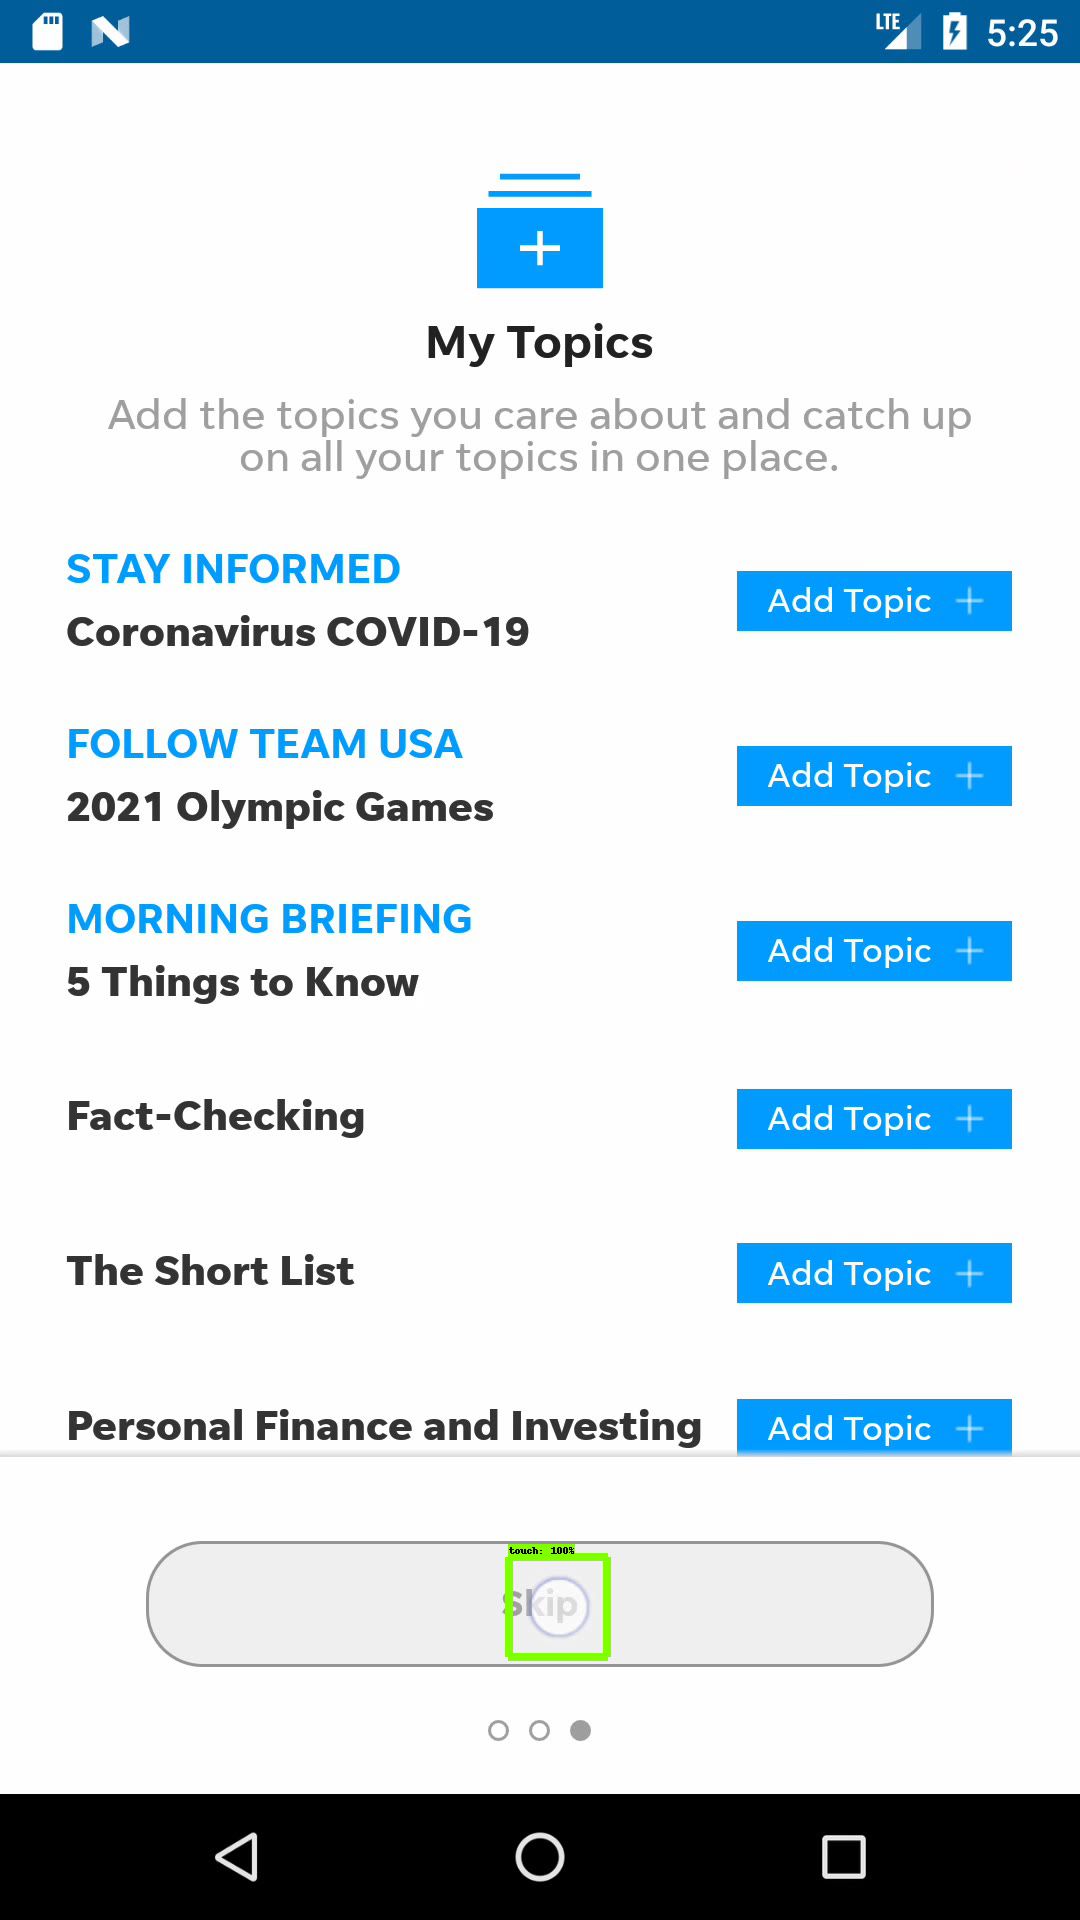 LTE 5:25
My Topics
Add the topics you care about and catch up
on all your topics in one place.
STAY INFORMED
Coronavirus COVID-19
Add Topic
FOLLOW TEAM USA
2021 Olympic Games
Add Topic
MORNING BRIEFING
5 Things to Know
Add Topic
Fact-Checking
Add Topic
The Short List
Add Topic
Personal Finance and Investing
Add Topic
touch: 100%
Skip